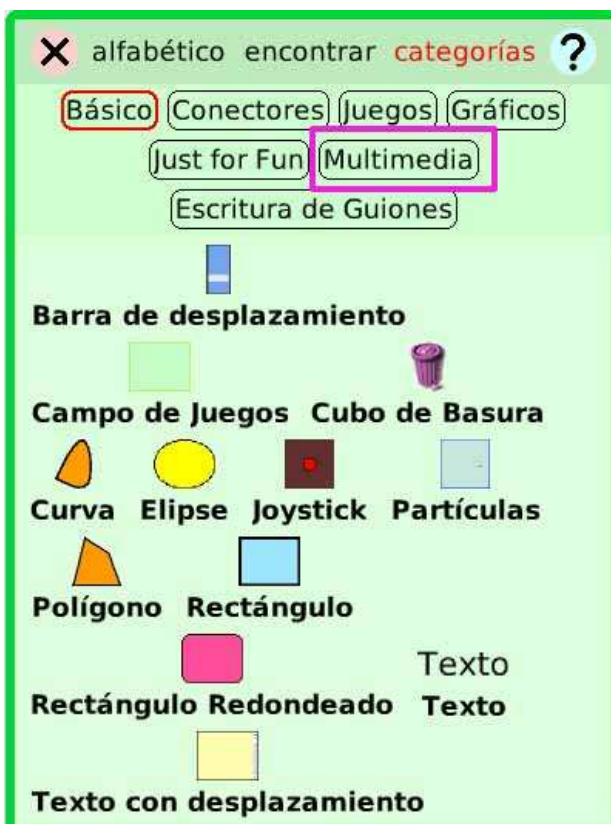 alfabético encontrar categorías ?
Básico Conectores Juegos Gráficos
Just for Fun Multimedia
Escritura de Guiones
Barra de desplazamiento
Campo de Juegos Cubo de Basura
Curva Elipse Joystick Partículas
Polígono Rectángulo
Texto
Rectángulo Redondeado Texto
Texto con desplazamiento